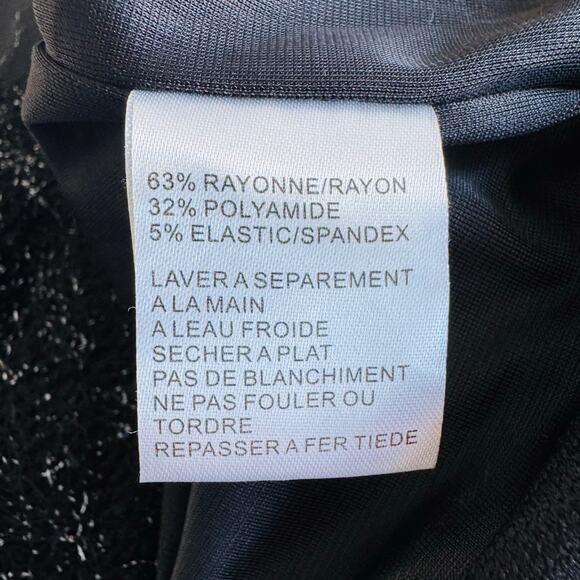 63% RAYONNE/RAYON
32% POLYAMIDE
5% ELASTIC/SPANDEX
LAVER A SEPAREMENT
A LA MAIN
A LEAU FROIDE
SECHER A PLAT
PAS DE BLANCHIMENT
NE PAS FOULER OU
TORDRE
REPASSER A FER TIEDE